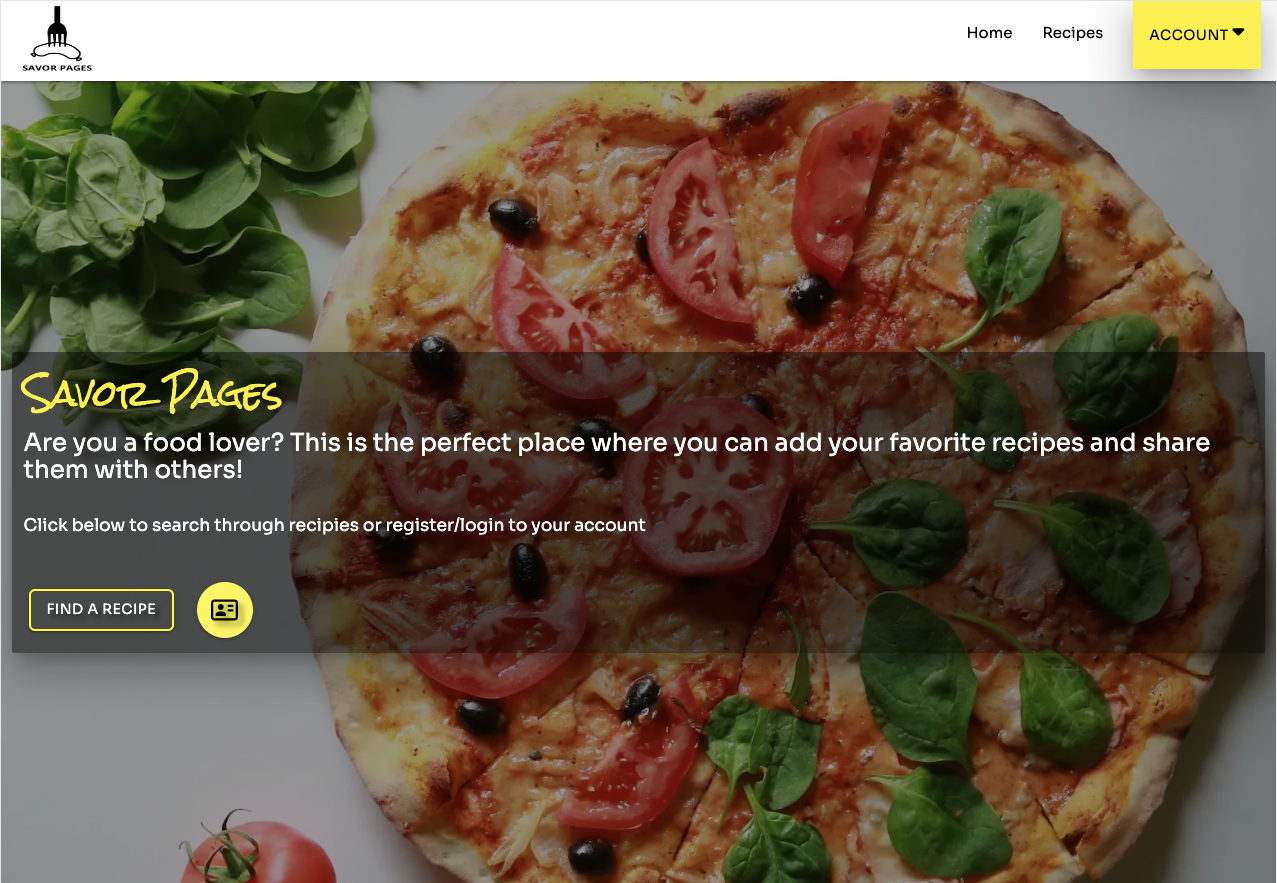 SAVOR PAGES
Home
Recipes
ACCOUNT
Savor Pages
Are you a food lover? This is the perfect place where you can add your favorite recipes and share
them with others!
Click below to search through recipies or register/login to your account
FIND A RECIPE